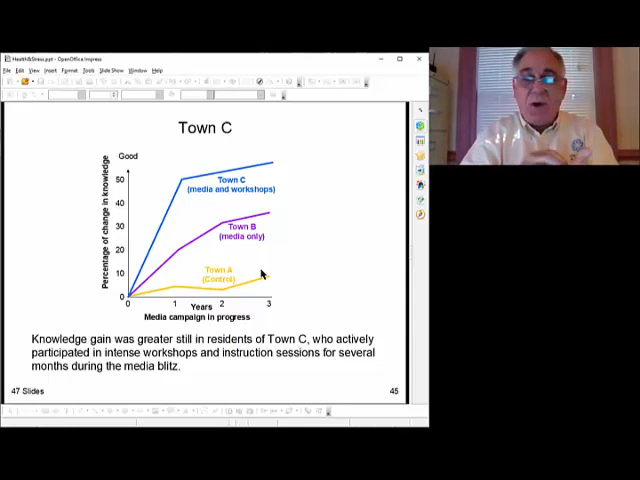 Health&Stress.ppt - OpenOffice Impress
File Edit View Insert Format Tools Slide Show Window Help
Town C
Good
Percentage of change in knowledge
50
40
30
20
10
0
Town C
(media and workshops)
Town B
(media only)
Town A
(Control)
0 1 2 3
Years
Media campaign in progress
Knowledge gain was greater still in residents of Town C, who actively
participated in intense workshops and instruction sessions for several
months during the media blitz.
47 Slides
45